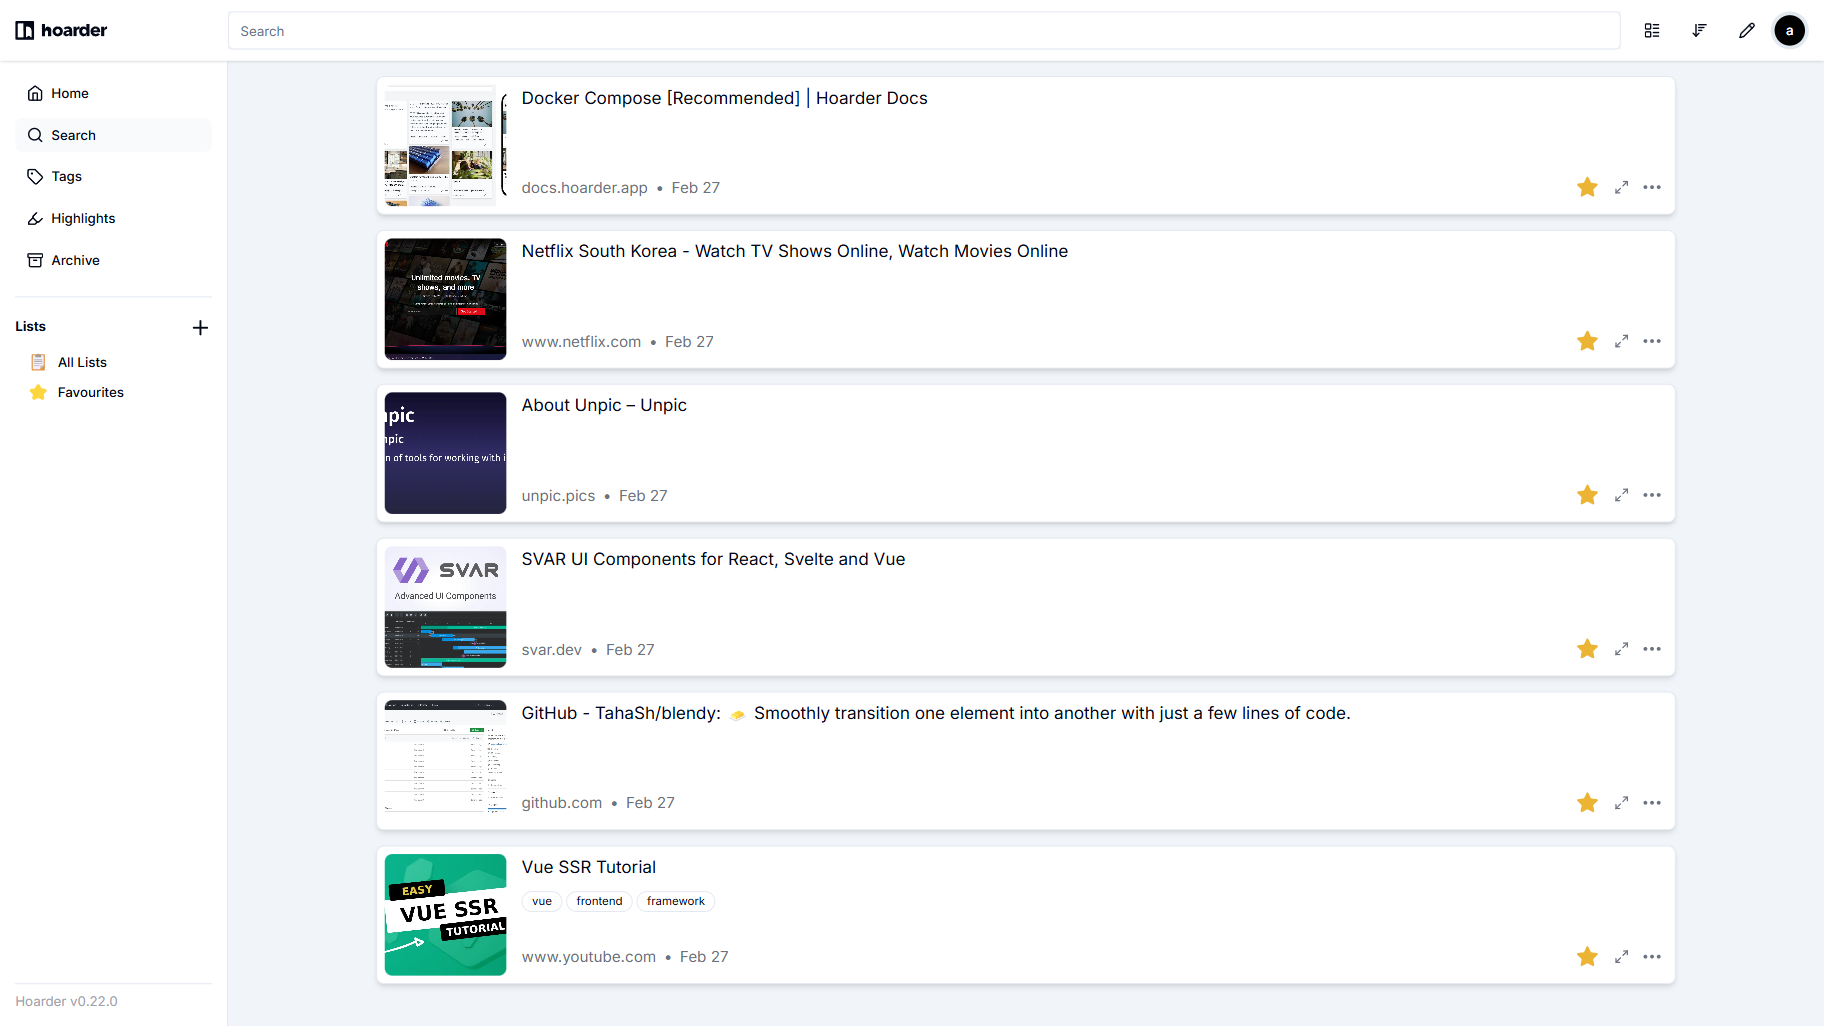 hoarder
Search
a
Home
Search
Tags
Highlights
Archive
Lists
All Lists
Favourites
Hoarder v0.22.0
Docker Compose [Recommended] | Hoarder Docs
docs.hoarder.app • Feb 27
Unlimited movies, TV
shows, and more
Netflix South Korea - Watch TV Shows Online, Watch Movies Online
www.netflix.com • Feb 27
npic
npic
n of tools for working with i
About Unpic – Unpic
unpic.pics • Feb 27
SVAR
Advanced UI Components
SVAR UI Components for React, Svelte and Vue
svar.dev • Feb 27
GitHub - TahaSh/blendy: 🧈 Smoothly transition one element into another with just a few lines of code.
github.com • Feb 27
EASY
VUE SSR
TUTORIAL
Vue SSR Tutorial
vue frontend framework
www.youtube.com • Feb 27